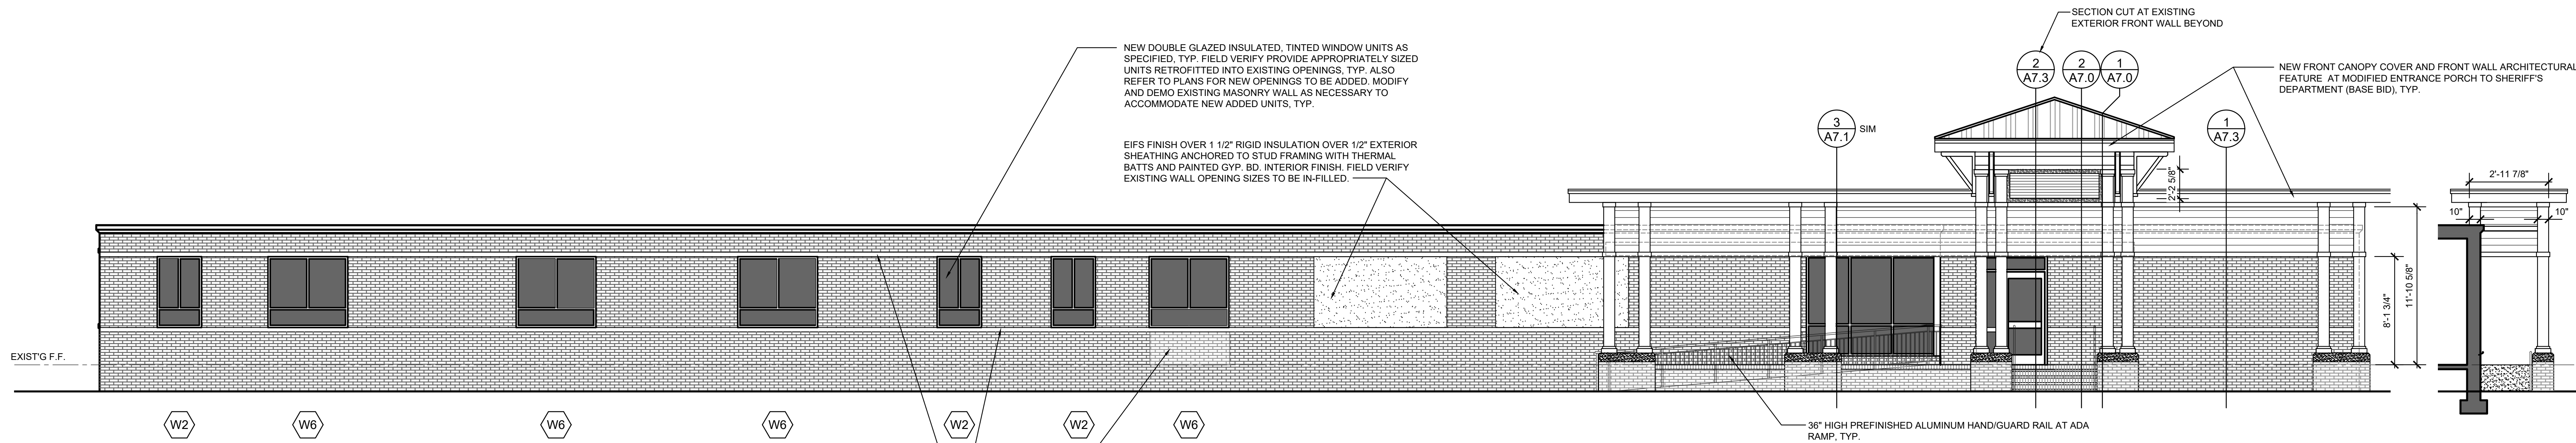 SECTION CUT AT EXISTING
EXTERIOR FRONT WALL BEYOND
NEW DOUBLE GLAZED INSULATED, TINTED WINDOW UNITS AS
SPECIFIED, TYP. FIELD VERIFY PROVIDE APPROPRIATELY SIZED
UNITS RETROFITTED INTO EXISTING OPENINGS, TYP. ALSO
REFER TO PLANS FOR NEW OPENINGS TO BE ADDED. MODIFY
AND DEMO EXISTING MASONRY WALL AS NECESSARY TO
ACCOMMODATE NEW ADDED UNITS, TYP.
2
A7.3
2
A7.0
1
A7.0
NEW FRONT CANOPY COVER AND FRONT WALL ARCHITECTURAL
FEATURE AT MODIFIED ENTRANCE PORCH TO SHERIFF'S
DEPARTMENT (BASE BID), TYP.
3
A7.1
SIM
1
A7.3
EIFS FINISH OVER 1 1/2" RIGID INSULATION OVER 1/2" EXTERIOR
SHEATHING ANCHORED TO STUD FRAMING WITH THERMAL
BATTS AND PAINTED GYP. BD. INTERIOR FINISH. FIELD VERIFY
EXISTING WALL OPENING SIZES TO BE IN-FILLED.
2'-2 5/8"
2'-11 7/8"
10"
10"
8'-1 3/4"
11'-10 5/8"
EXIST'G F.F.
W2
W6
W6
W6
W2
W2
W6
36" HIGH PREFINISHED ALUMINUM HAND/GUARD RAIL AT ADA
RAMP, TYP.